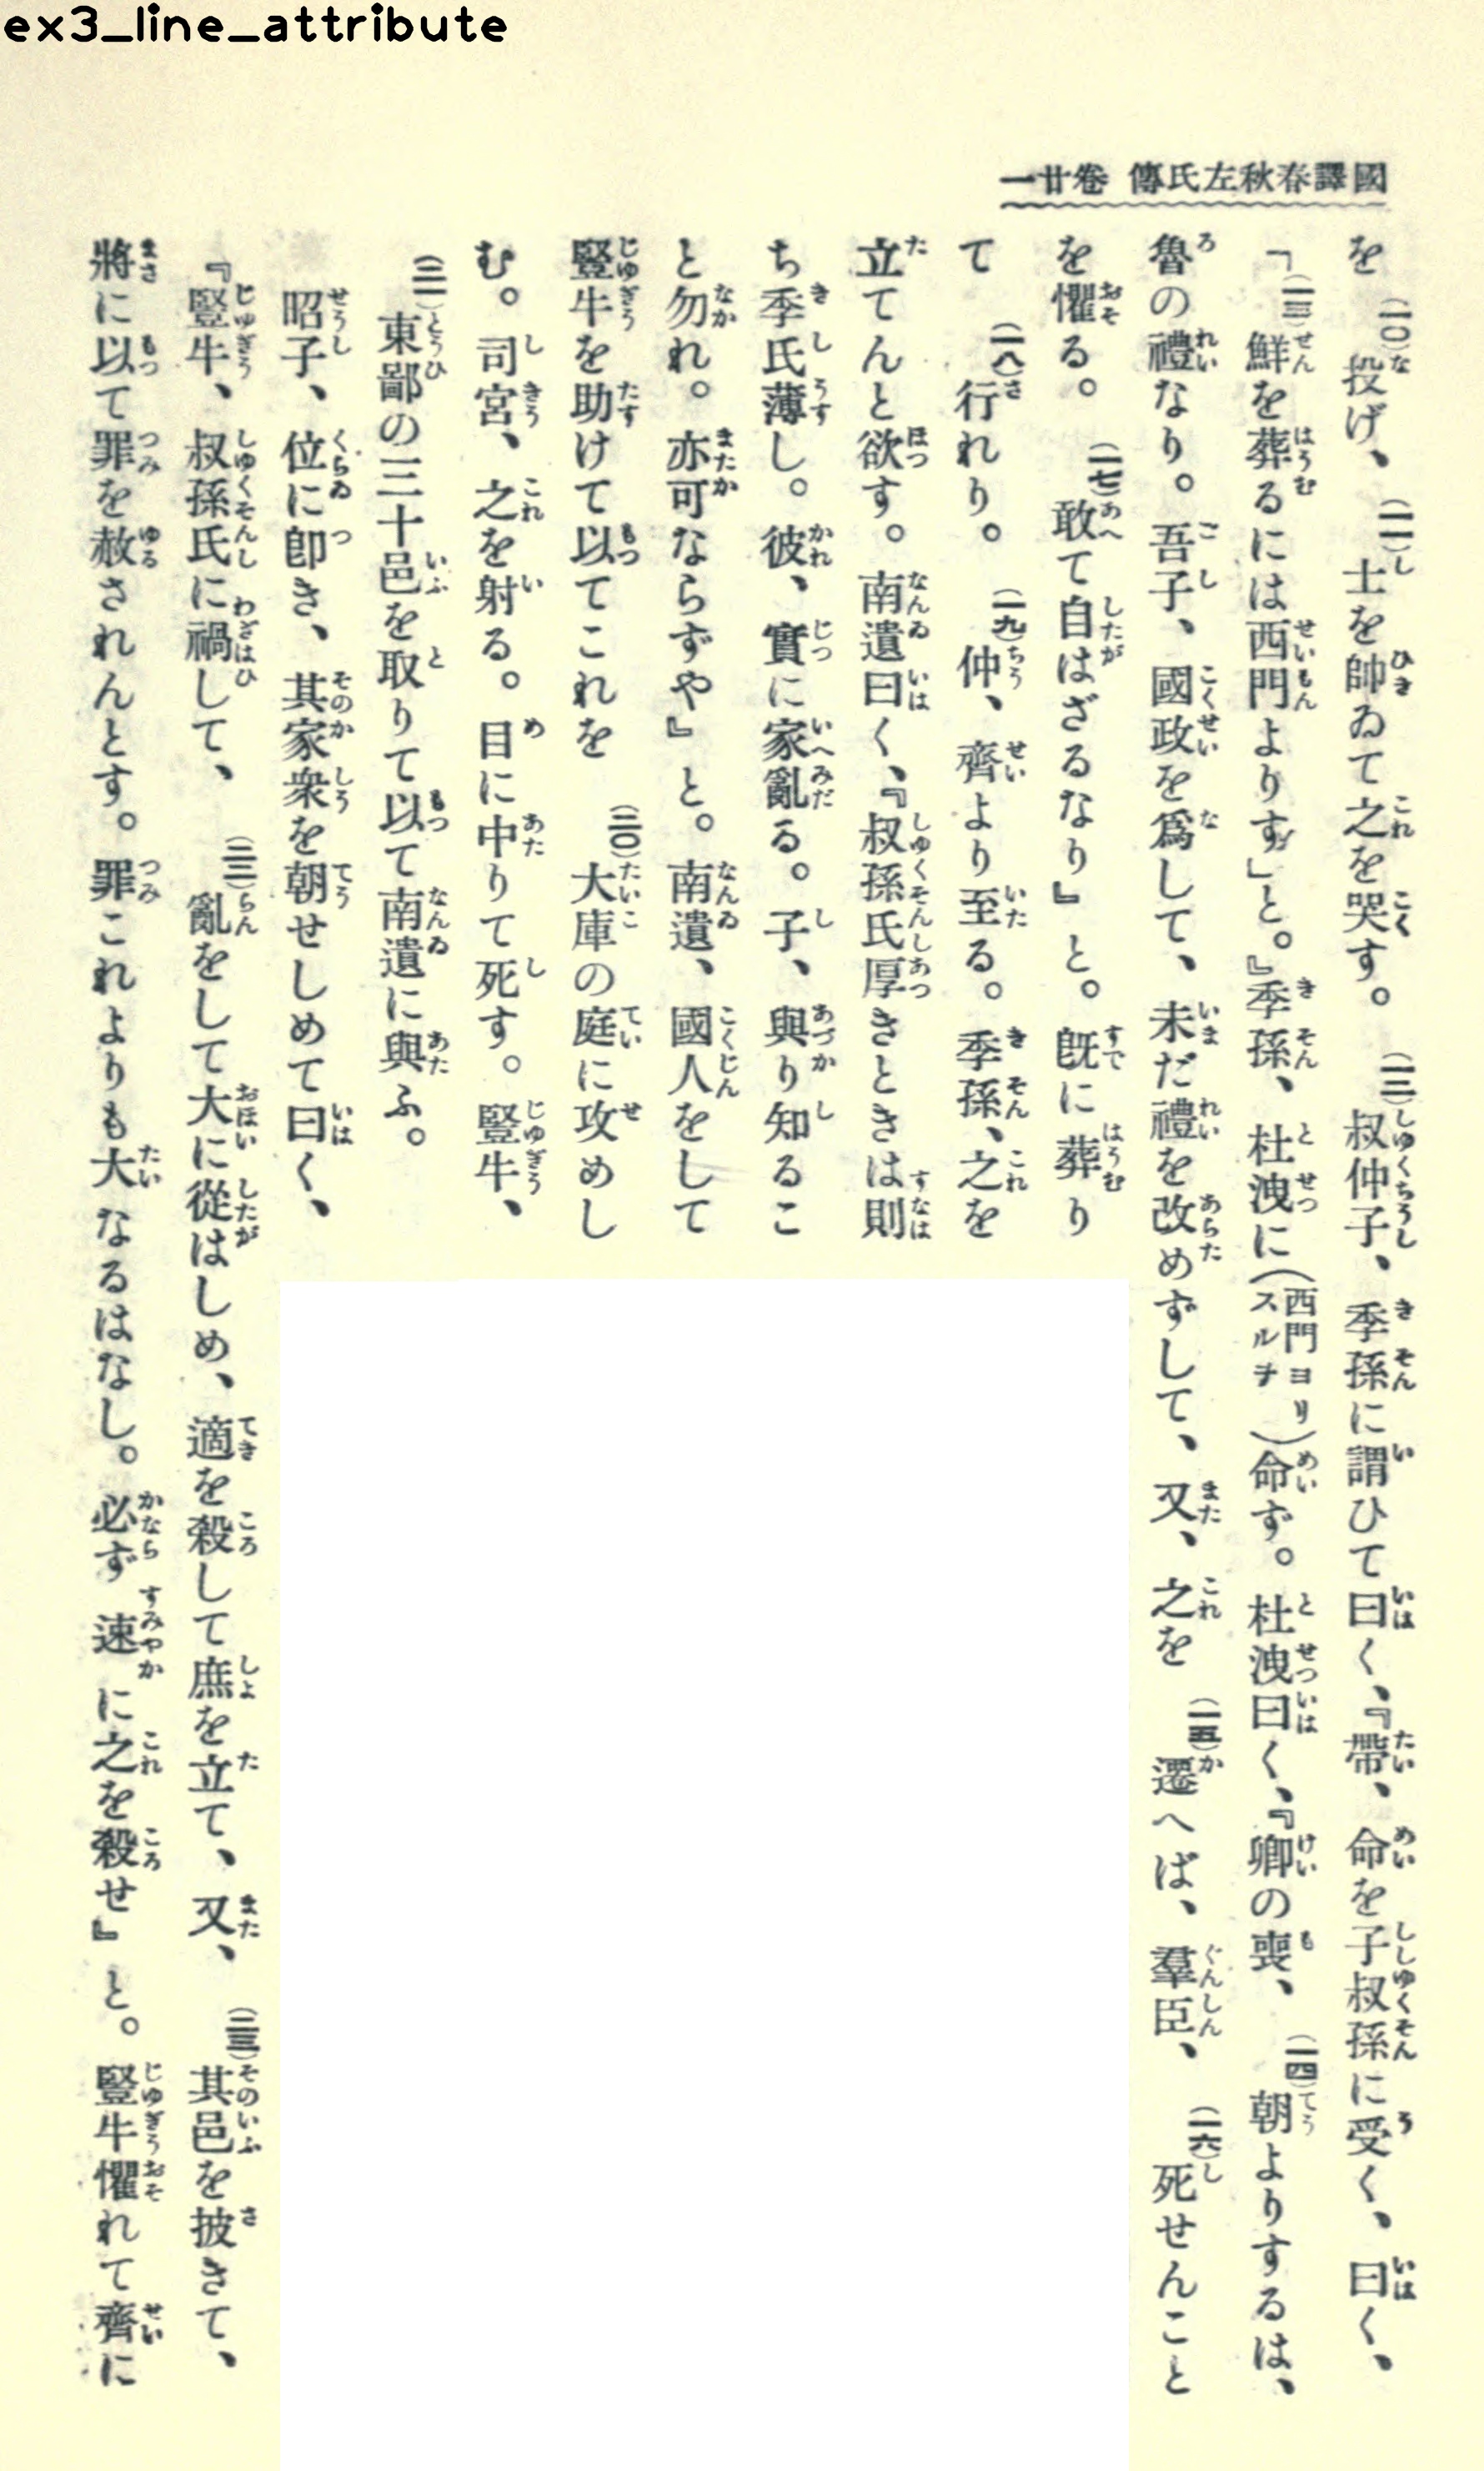 ex3_line_attribute
國譯春秋左氏傳 卷廿一
を(一〇)投げ、(一一)士を帥ゐて之を哭す。(一二)叔仲子、季孫に謂ひて曰く、『帶、命を子叔孫に受く、曰く、
「(一三)鮮を葬るには西門よりす」と。』季孫、杜洩に(西門ヨリスルヲ)命ず。杜洩曰く、『卿の喪、(一四)朝よりするは、
魯の禮なり。吾子、國政を爲して、未だ禮を改めずして、又、之を(一五)遷へば、羣臣、(一六)死せんこと
を懼る。(一七)敢て自はざるなり』と。既に葬り
て(一八)行れり。(一九)仲、齊より至る。季孫、之を
立てんと欲す。南遺曰く、『叔孫氏厚きときは則
ち季氏薄し。彼、實に家亂る。子、與り知るこ
と勿れ。亦可ならずや』と。南遺、國人をして
豎牛を助けて以てこれを(二〇)大庫の庭に攻めし
む。司宮、之を射る。目に中りて死す。豎牛、
(二一)東鄙の三十邑を取りて以て南遺に與ふ。
昭子、位に卽き、其家衆を朝せしめて曰く、
『豎牛、叔孫氏に禍して、(二二)亂をして大に從はしめ、適を殺して庶を立て、又、(二三)其邑を披きて、
將に以て罪を赦されんとす。罪これよりも大なるはなし。必ず速に之を殺せ』と。豎牛懼れて齊に